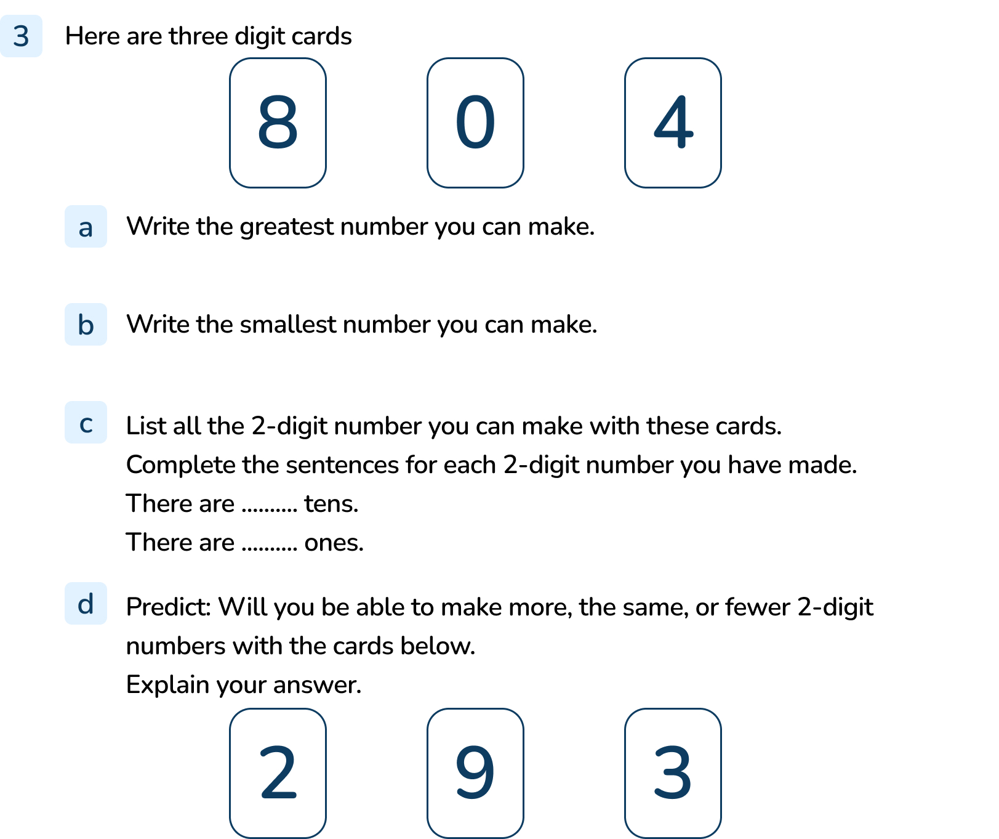 3 Here are three digit cards
8 0 4
a Write the greatest number you can make.
b Write the smallest number you can make.
c List all the 2-digit number you can make with these cards.
Complete the sentences for each 2-digit number you have made.
There are .......... tens.
There are .......... ones.
d Predict: Will you be able to make more, the same, or fewer 2-digit
numbers with the cards below.
Explain your answer.
2 9 3